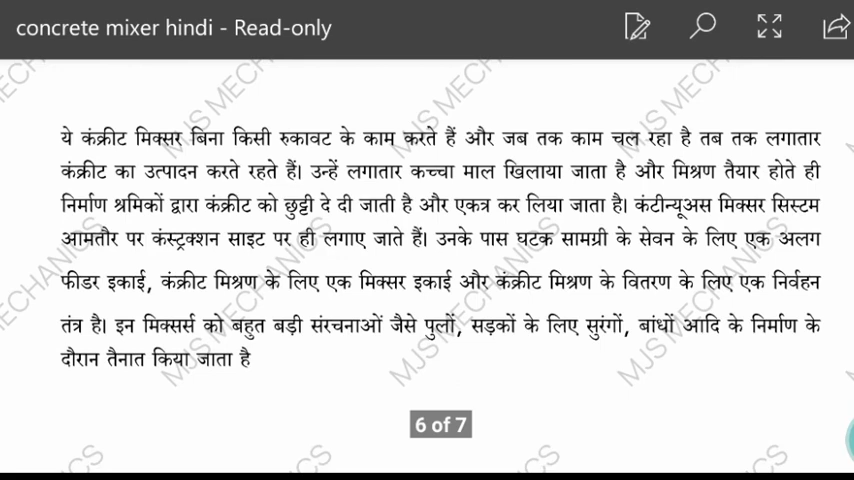 concrete mixer hindi - Read-only
ये कंक्रीट मिक्सर बिना किसी रुकावट के काम करते हैं और जब तक काम चल रहा है तब तक लगातार
कंक्रीट का उत्पादन करते रहते हैं। उन्हें लगातार कच्चा माल खिलाया जाता है और मिश्रण तैयार होते ही
निर्माण श्रमिकों द्वारा कंक्रीट को छुट्टी दे दी जाती है और एकत्र कर लिया जाता है। कंटीन्यूअस मिक्सर सिस्टम
आमतौर पर कंस्ट्रक्शन साइट पर ही लगाए जाते हैं। उनके पास घटक सामग्री के सेवन के लिए एक अलग
फीडर इकाई, कंक्रीट मिश्रण के लिए एक मिक्सर इकाई और कंक्रीट मिश्रण के वितरण के लिए एक निर्वहन
तंत्र है। इन मिक्सर्स को बहुत बड़ी संरचनाओं जैसे पुलों, सड़कों के लिए सुरंगों, बांधों आदि के निर्माण के
दौरान तैनात किया जाता है
6 of 7
MJS MECHANICS